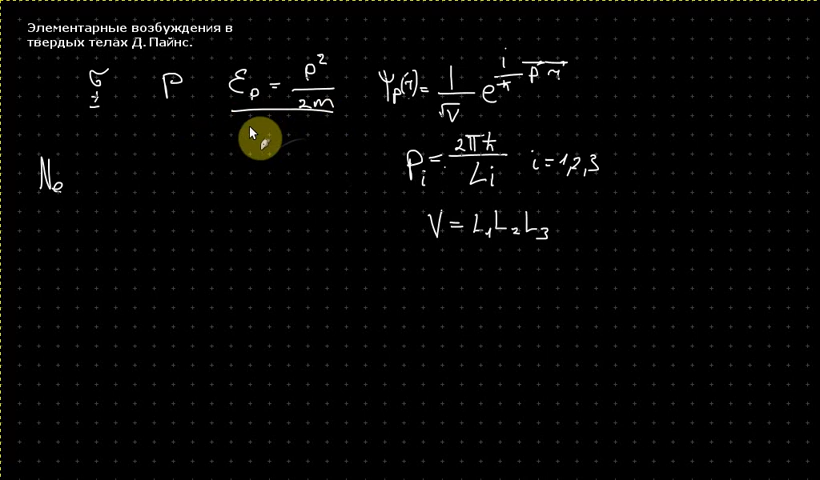 Элементарные возбуждения в
твердых телах Д. Пайнс.
σ ± p ε_p = p²/2m ψ_p(r) = 1/√V e^{i/ħ p r}
N_e P_i = 2πħ/L_i i=1,2,3
V = L₁L₂L₃